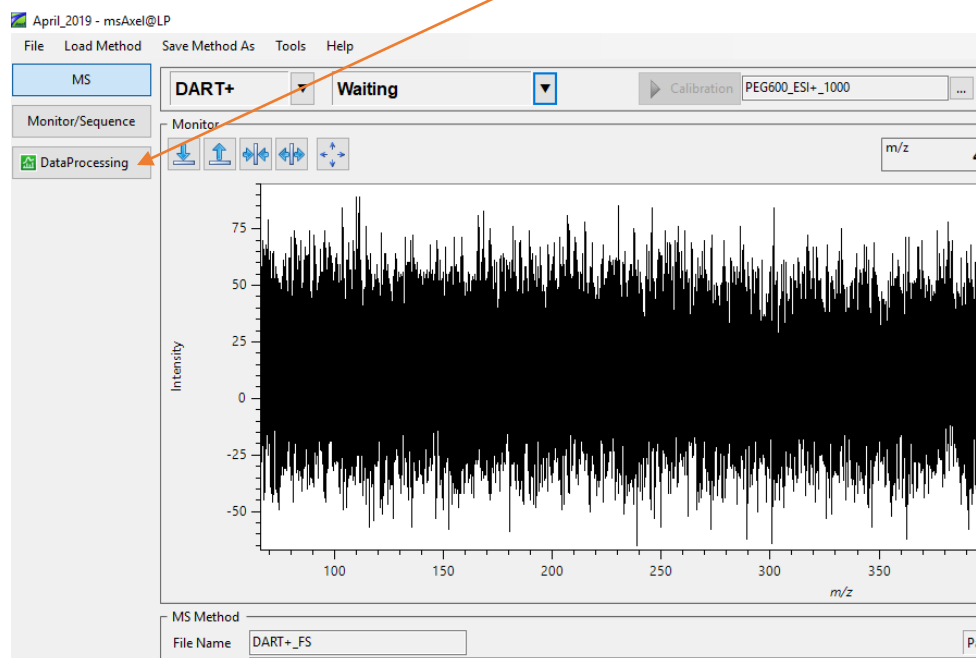 April_2019 - msAxel@LP
File Load Method Save Method As Tools Help
MS
DART+ Waiting Calibration PEG600_ESI+_1000 ...
Monitor/Sequence
Monitor
DataProcessing
m/z
75
50
25
0
-25
-50
Intensity
100 150 200 250 300 350
m/z
MS Method
File Name DART+_FS